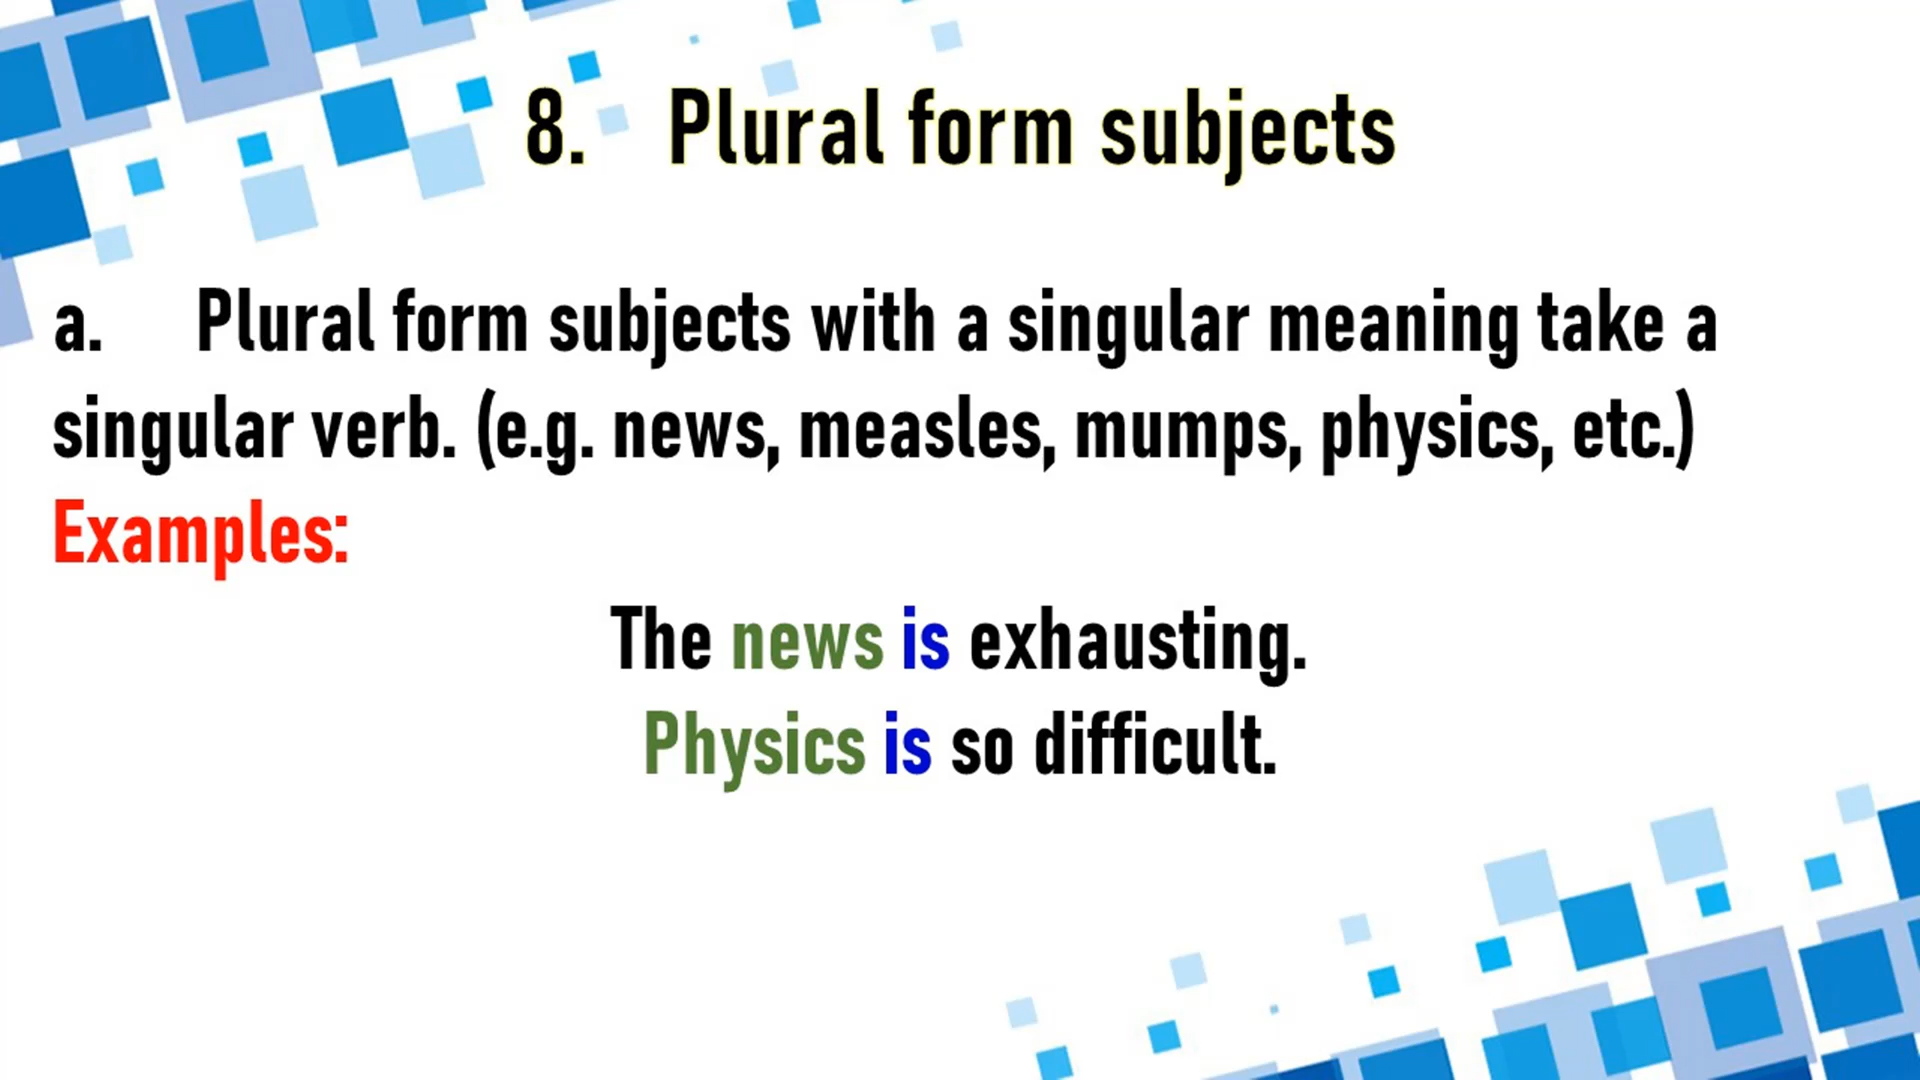 8. Plural form subjects
a. Plural form subjects with a singular meaning take a
singular verb. (e.g. news, measles, mumps, physics, etc.)
Examples:
The news is exhausting.
Physics is so difficult.